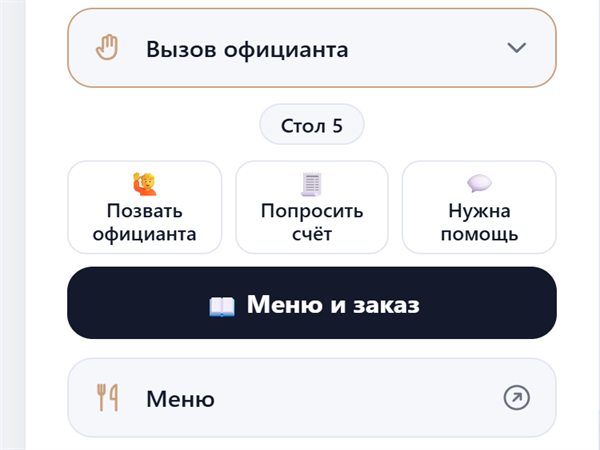 Вызов официанта
Стол 5
Позвать
официанта
Попросить
счёт
Нужна
помощь
Меню и заказ
Меню